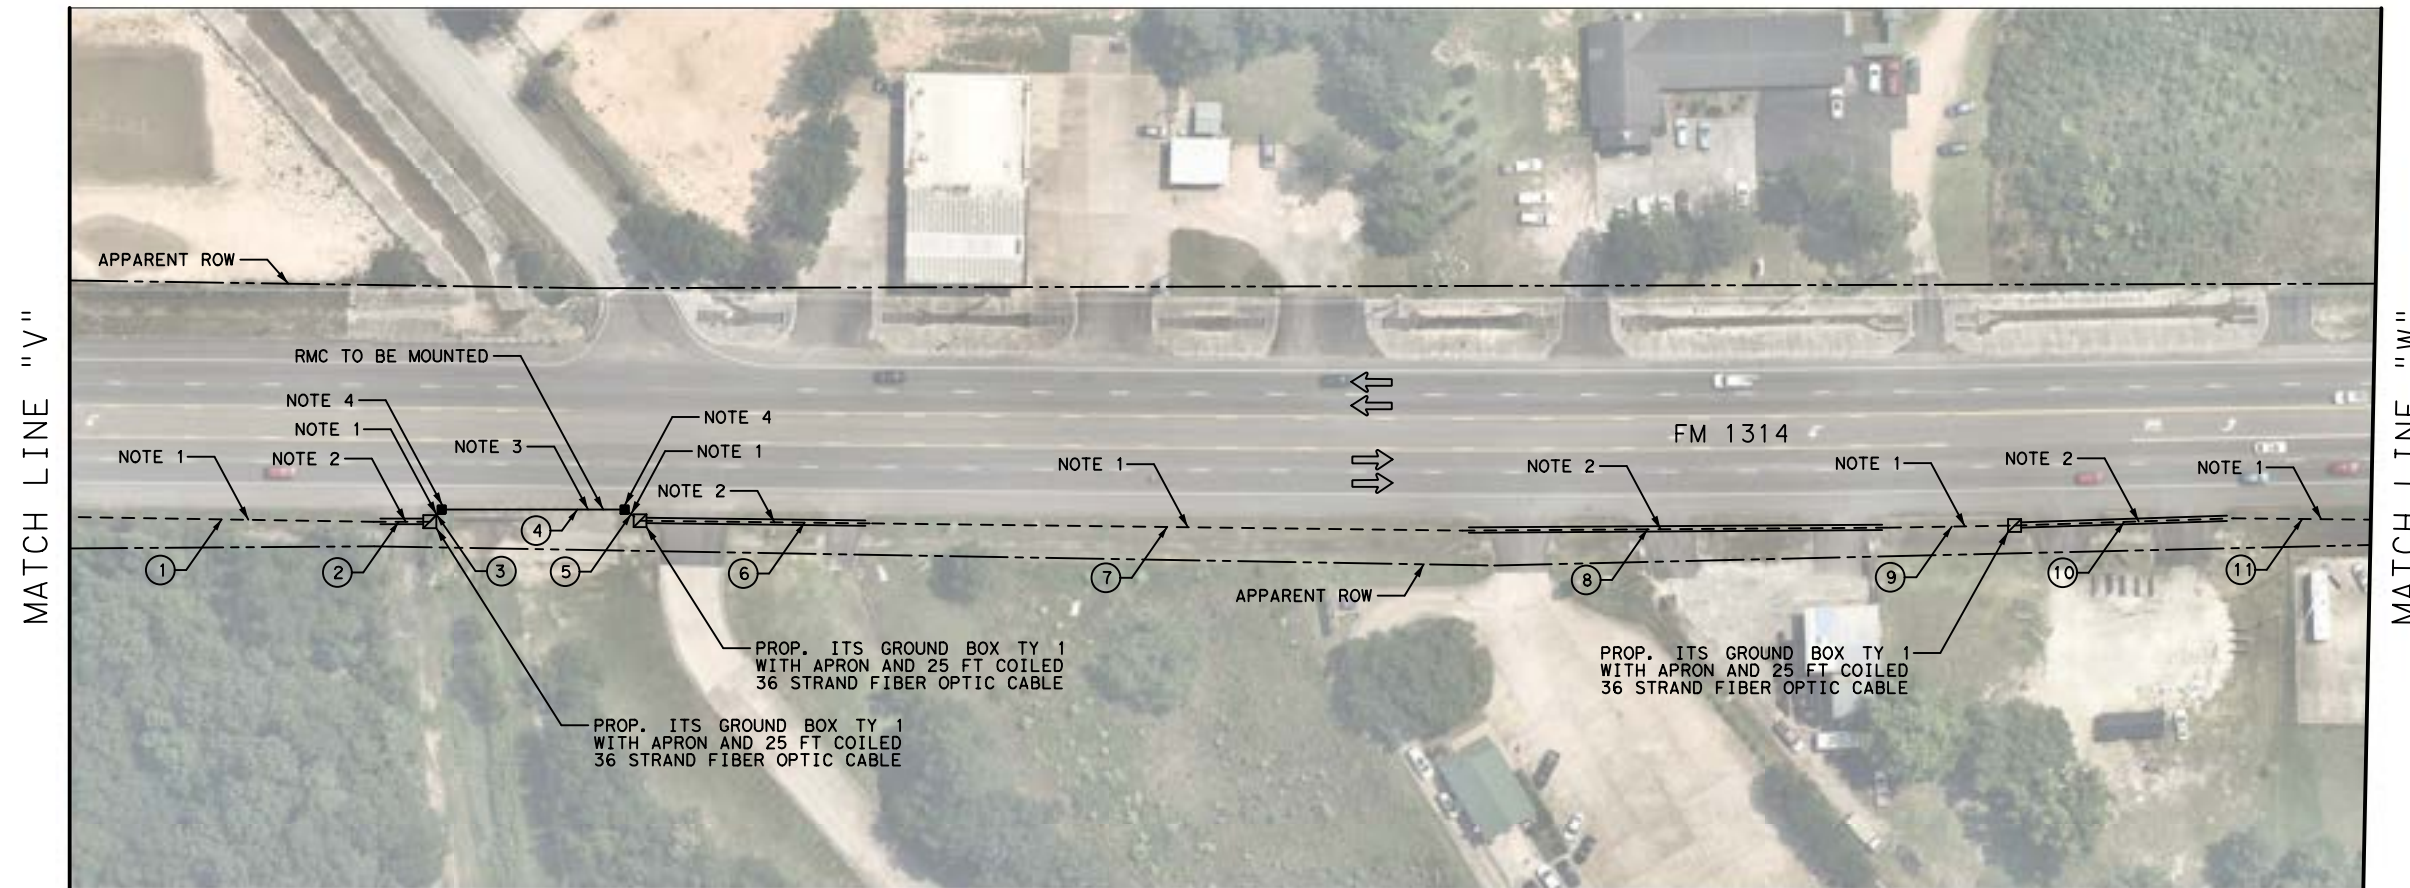 APPARENT ROW
MATCH LINE "V"
MATCH LINE "W"
RMC TO BE MOUNTED
NOTE 4
NOTE 1
NOTE 2
NOTE 1
NOTE 3
NOTE 4
NOTE 1
NOTE 2
NOTE 1
FM 1314
NOTE 2
NOTE 1
NOTE 2
NOTE 1
1
2
3
4
5
6
7
8
9
10
11
APPARENT ROW
PROP. ITS GROUND BOX TY 1
WITH APRON AND 25 FT COILED
36 STRAND FIBER OPTIC CABLE
PROP. ITS GROUND BOX TY 1
WITH APRON AND 25 FT COILED
36 STRAND FIBER OPTIC CABLE
PROP. ITS GROUND BOX TY 1
WITH APRON AND 25 FT COILED
36 STRAND FIBER OPTIC CABLE